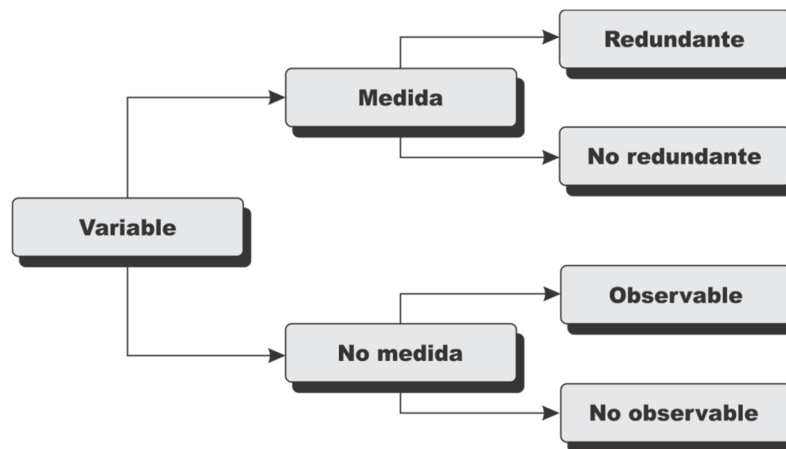 Redundante
Medida
No redundante
Variable
Observable
No medida
No observable